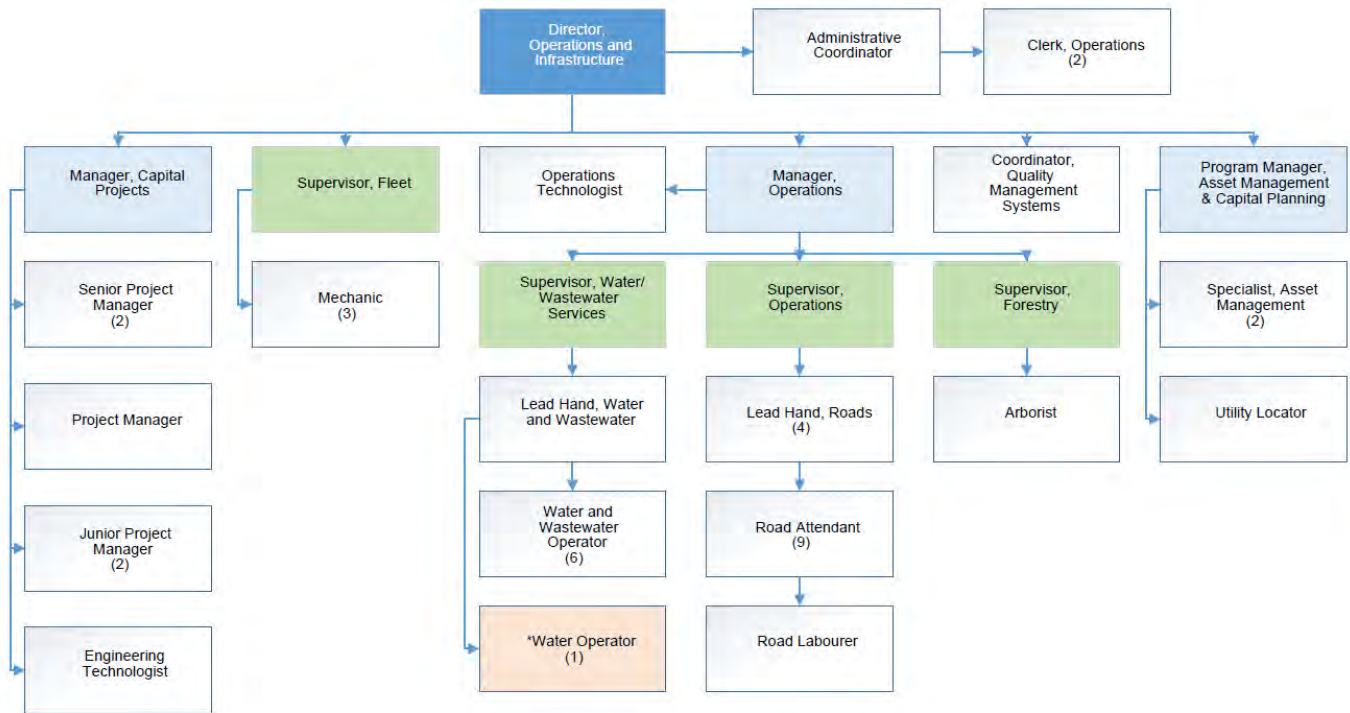 Director,
Operations and
Infrastructure
Administrative
Coordinator
Clerk, Operations
(2)
Manager, Capital
Projects
Supervisor, Fleet
Operations
Technologist
Manager,
Operations
Coordinator,
Quality
Management
Systems
Program Manager,
Asset Management
& Capital Planning
Senior Project
Manager
(2)
Mechanic
(3)
Supervisor, Water/
Wastewater
Services
Supervisor,
Operations
Supervisor,
Forestry
Specialist, Asset
Management
(2)
Project Manager
Lead Hand, Water
and Wastewater
Lead Hand, Roads
(4)
Arborist
Utility Locator
Junior Project
Manager
(2)
Water and
Wastewater
Operator
(6)
Road Attendant
(9)
Engineering
Technologist
*Water Operator
(1)
Road Labourer